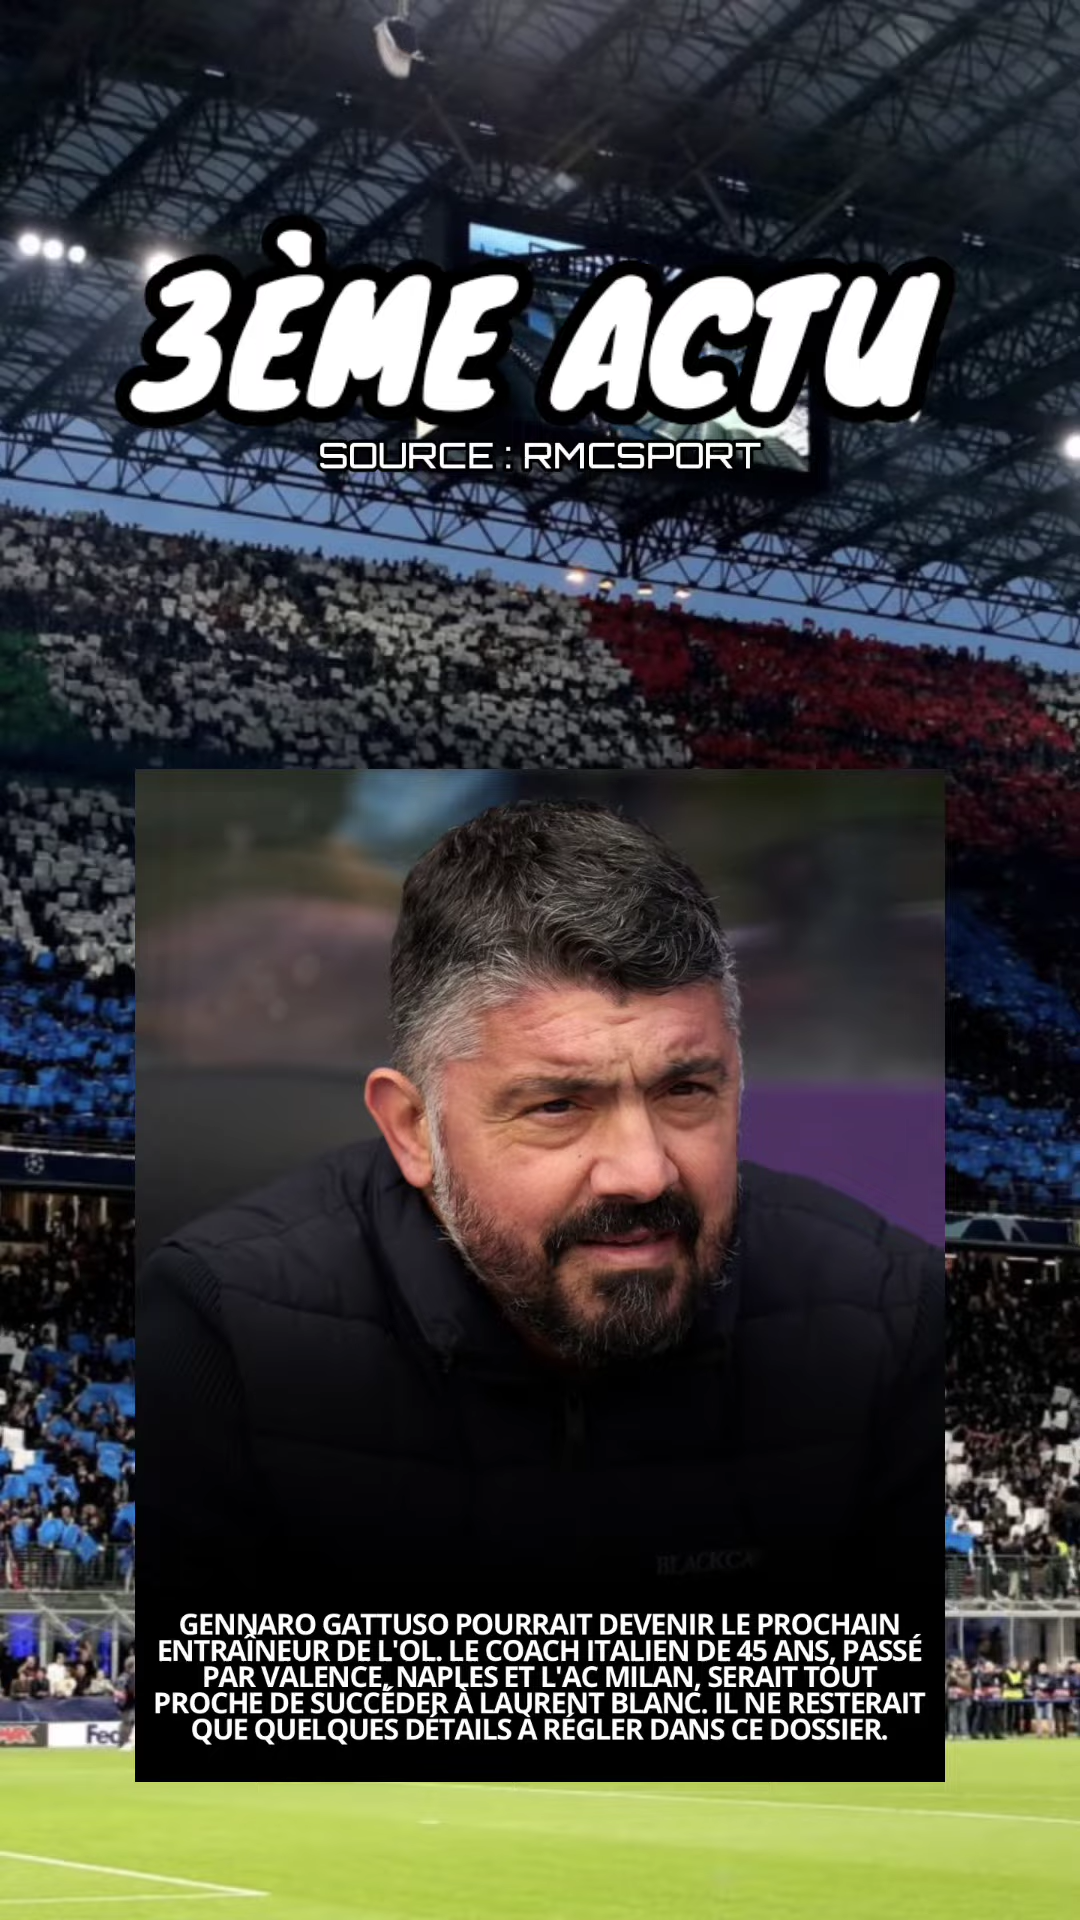 3ÈME ACTU
SOURCE : RMCSPORT
BLACKCA
GENNARO GATTUSO POURRAIT DEVENIR LE PROCHAIN
ENTRAÎNEUR DE L'OL. LE COACH ITALIEN DE 45 ANS, PASSÉ
PAR VALENCE, NAPLES ET L'AC MILAN, SERAIT TOUT
PROCHE DE SUCCÉDER À LAURENT BLANC. IL NE RESTERAIT
QUE QUELQUES DÉTAILS À RÉGLER DANS CE DOSSIER.
Fed